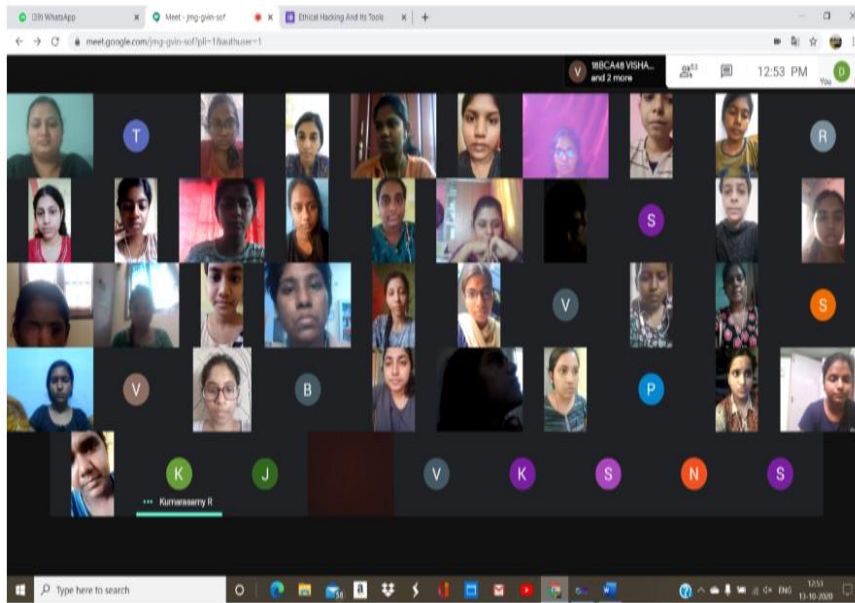 (39) WhatsApp
Meet - jmg-gvin-sof
Ethical Hacking And Its Tools
meet.google.com/jmg-gvin-sof?pli=1&authuser=1
18BCA48 VISHA...
and 2 more
V
53
12:53 PM
You
D
T
R
S
V
S
V
B
P
K
J
V
K
S
N
S
Kumarasamy R
Type here to search
ENG
12:53
13-10-2020